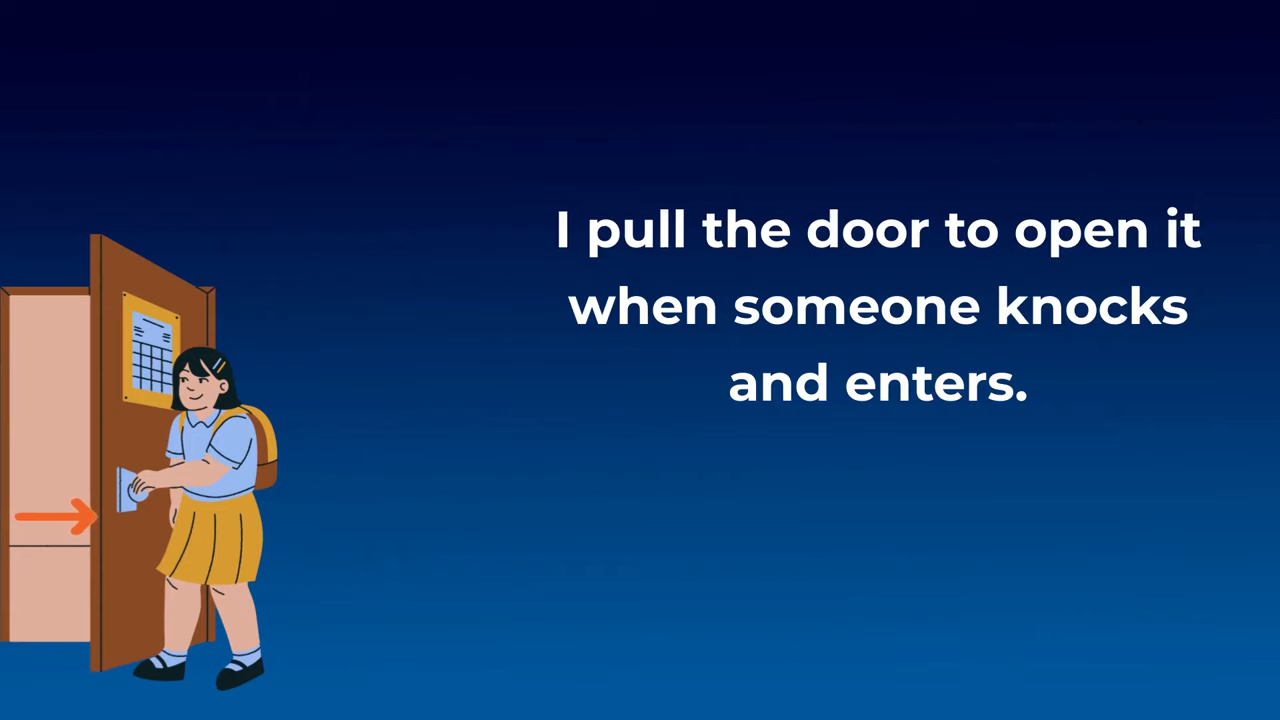 I pull the door to open it
when someone knocks
and enters.